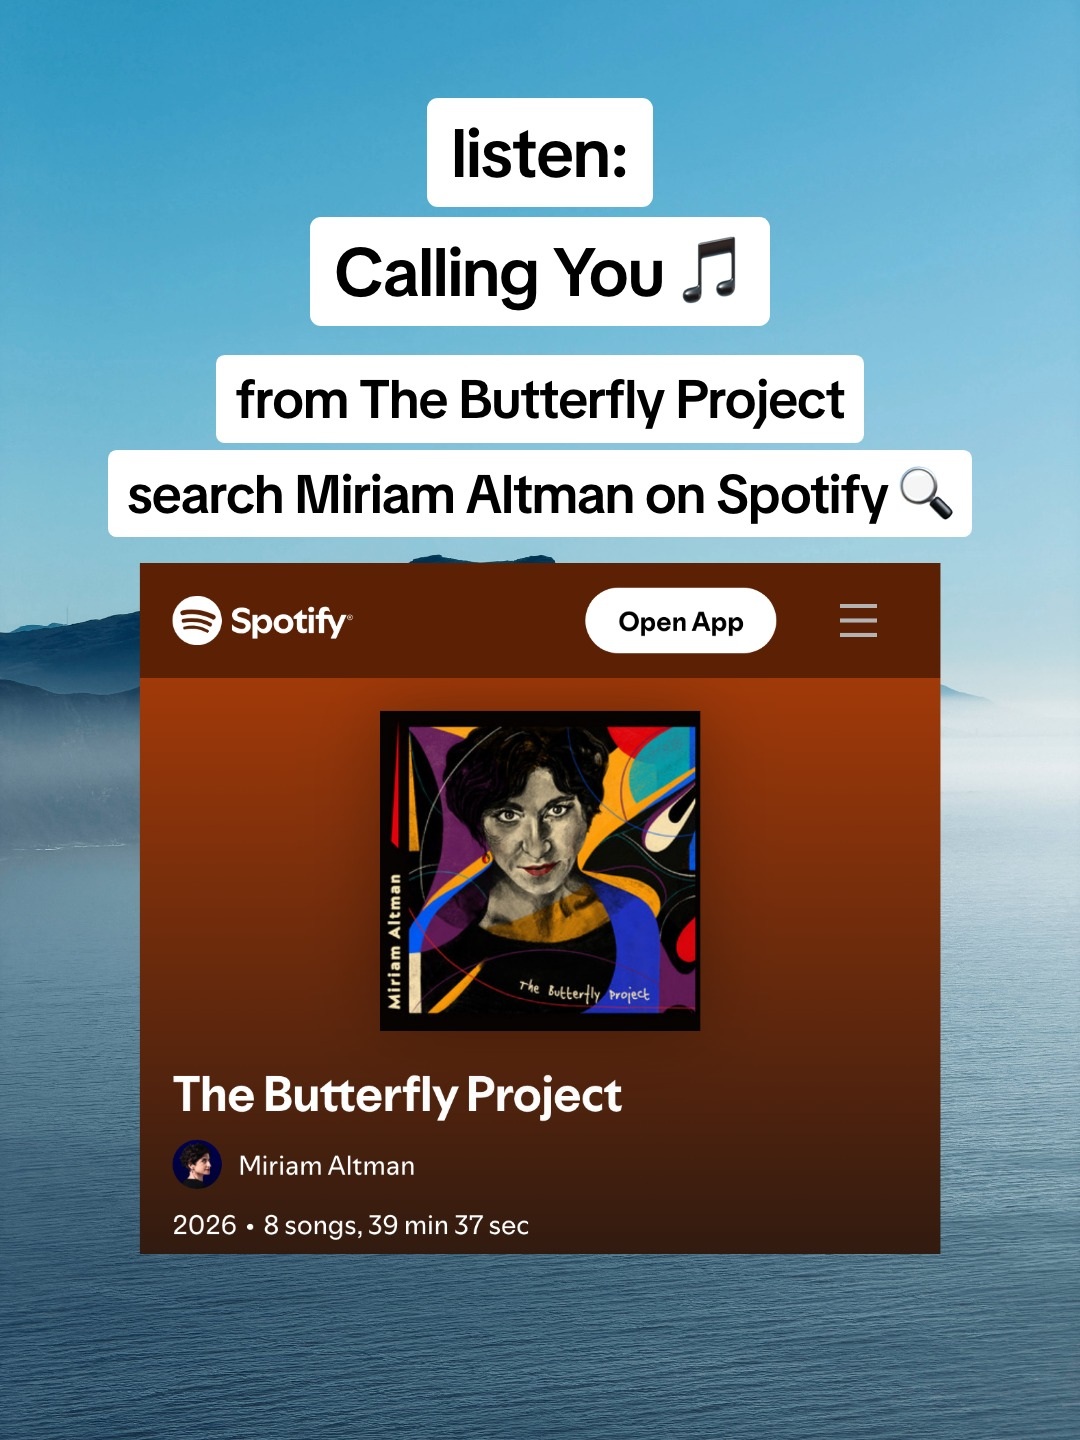 listen:
Calling You 🎵
from The Butterfly Project
search Miriam Altman on Spotify 🔍
Spotify®
Open App
Miriam Altman
The Butterfly Project
The Butterfly Project
Miriam Altman
2026 • 8 songs, 39 min 37 sec